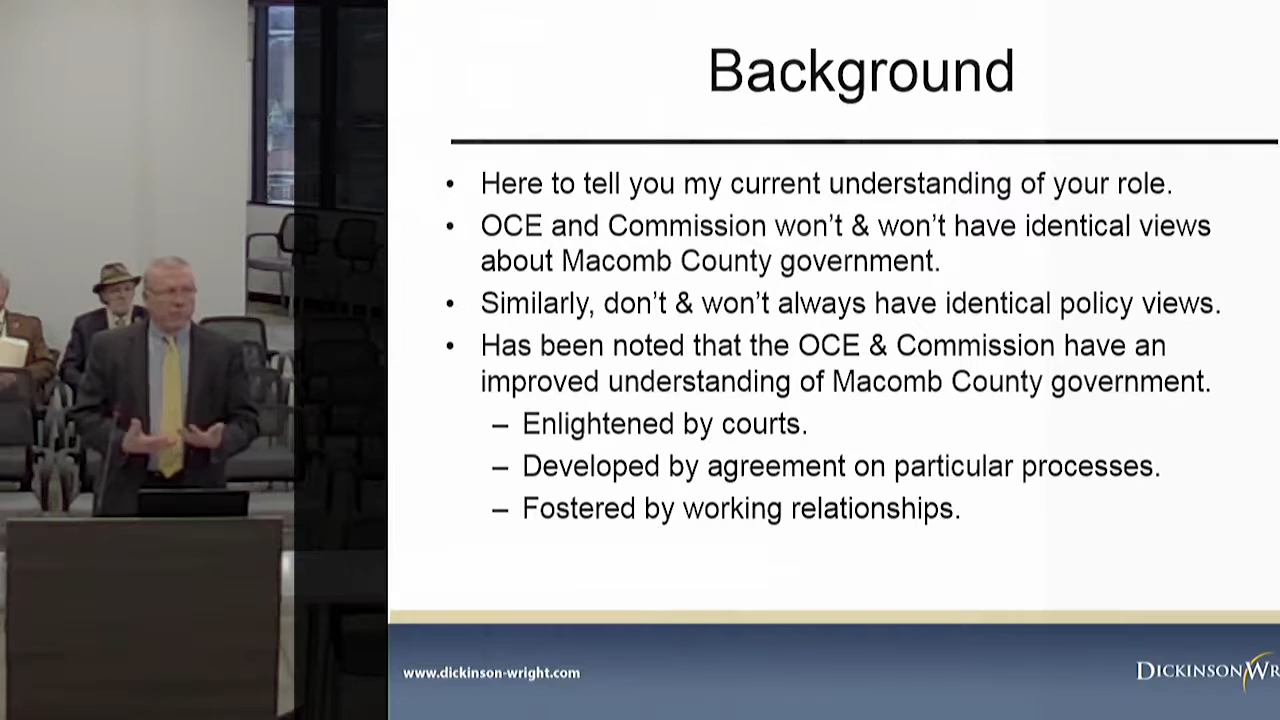 Background
• Here to tell you my current understanding of your role.
• OCE and Commission won't & won't have identical views
about Macomb County government.
• Similarly, don't & won't always have identical policy views.
• Has been noted that the OCE & Commission have an
improved understanding of Macomb County government.
– Enlightened by courts.
– Developed by agreement on particular processes.
– Fostered by working relationships.
www.dickinson-wright.com
DICKINSONWR